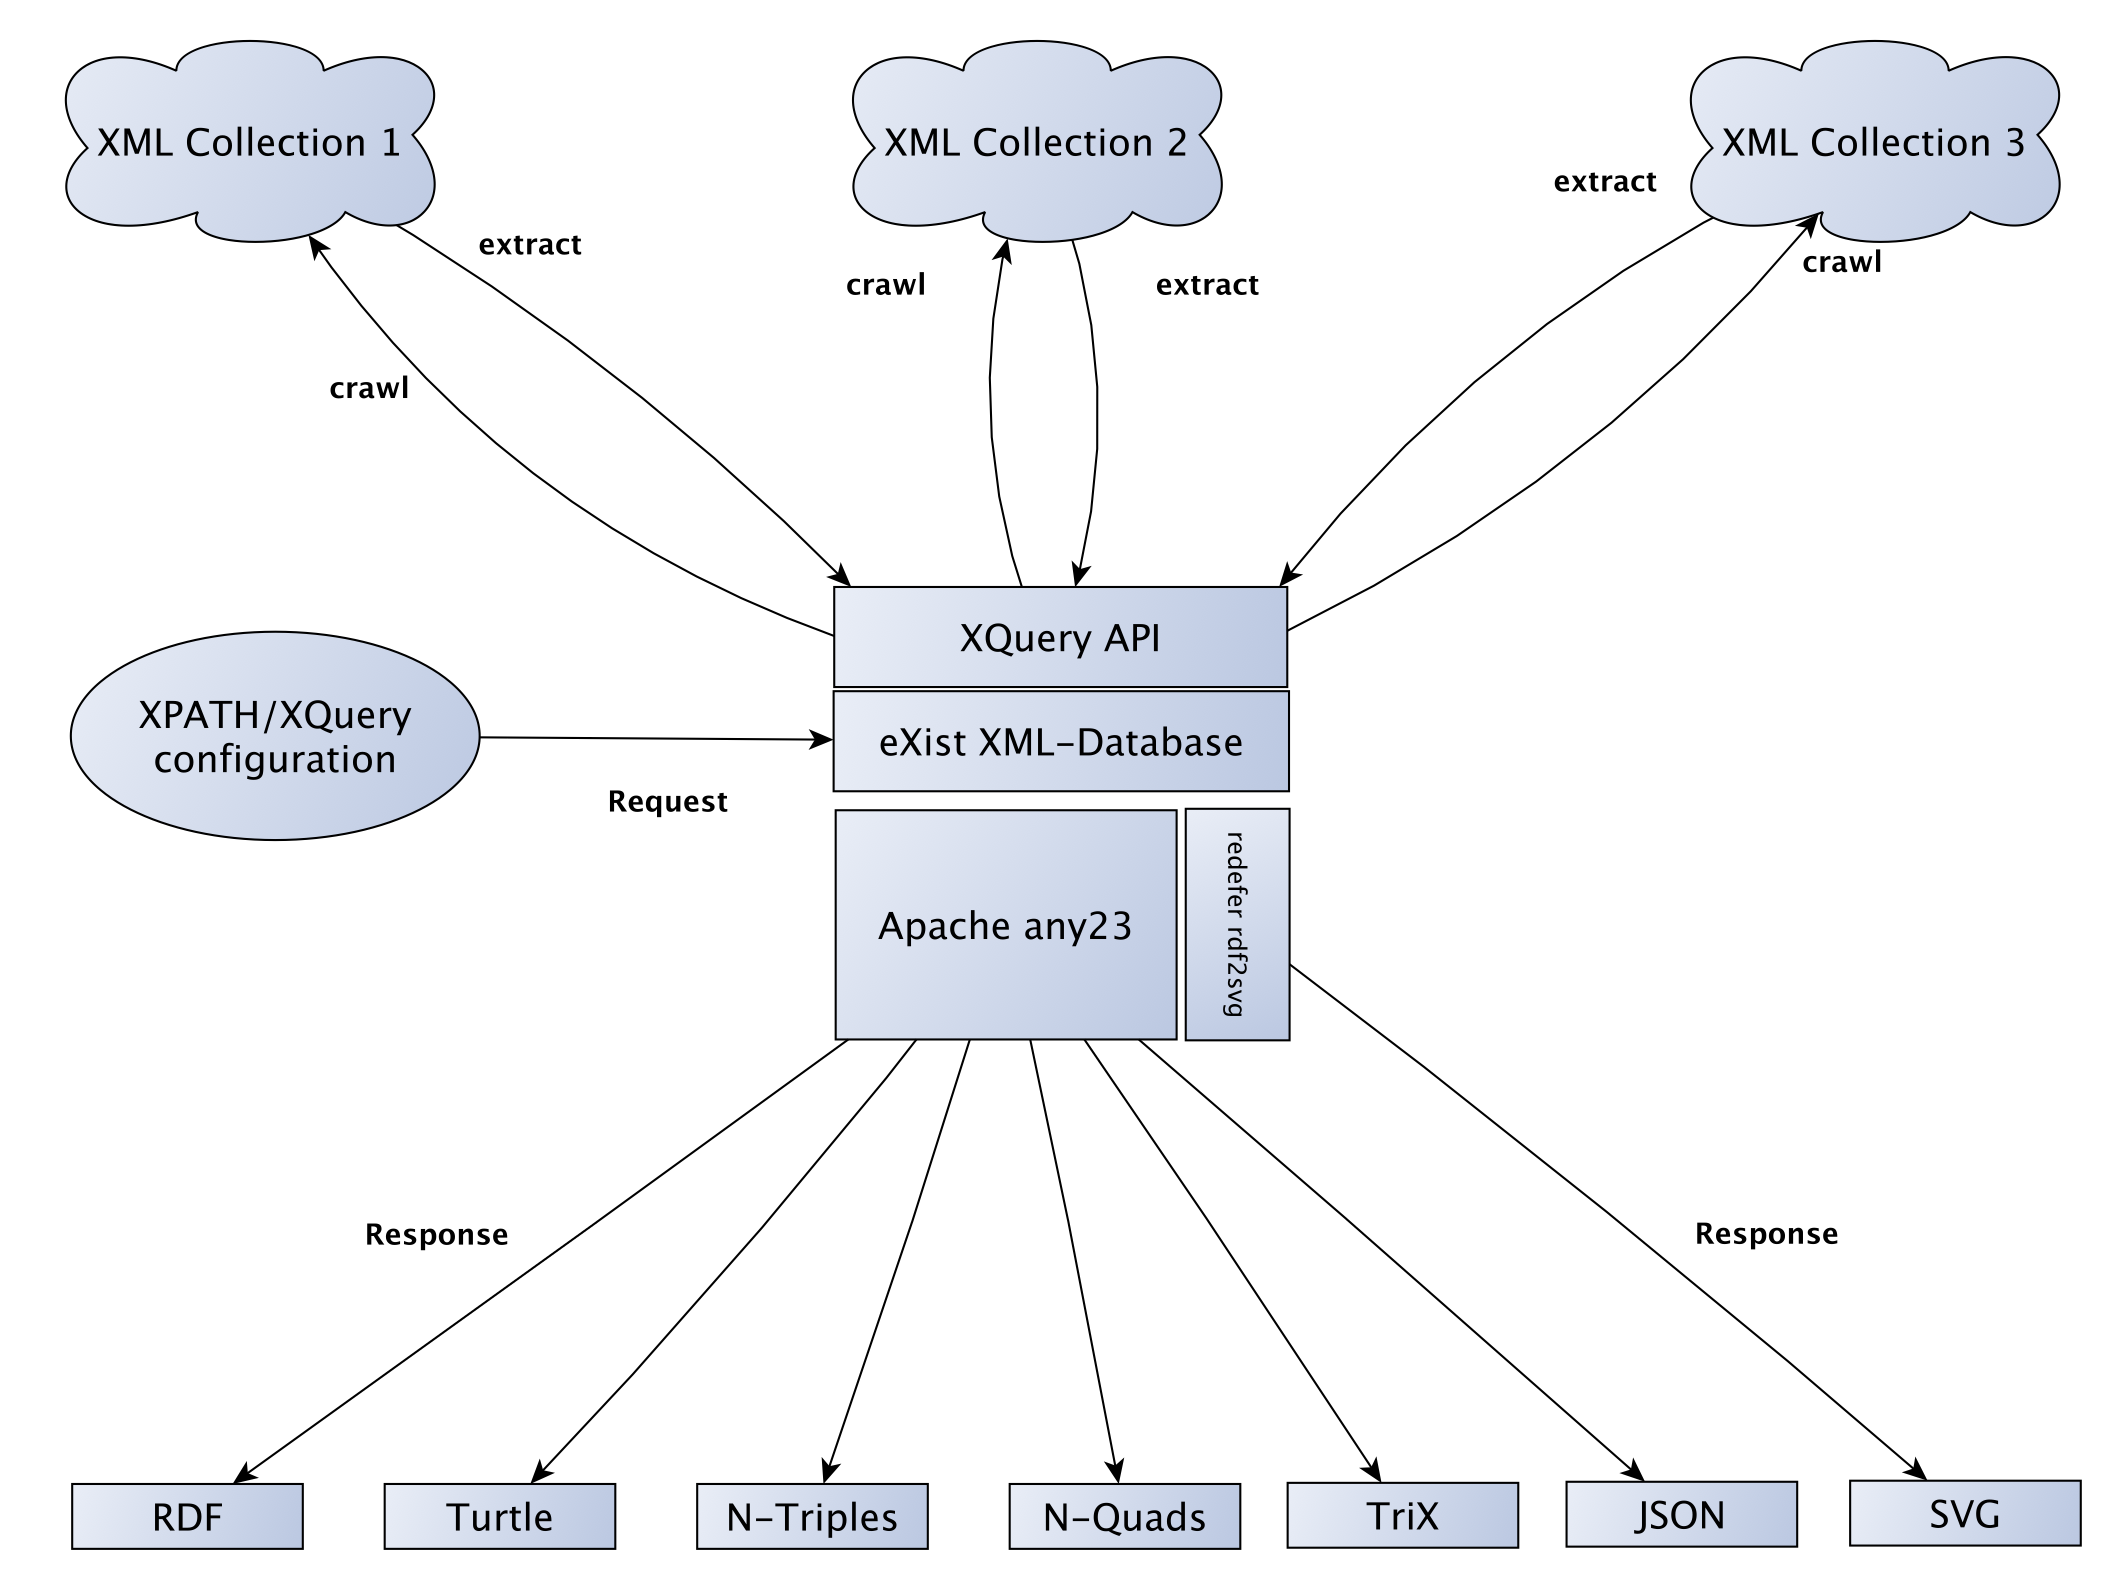 XML Collection 1
XML Collection 2
XML Collection 3
extract
extract
crawl
crawl
extract
crawl
XQuery API
XPATH/XQuery
configuration
eXist XML-Database
Request
Apache any23
redefer rdf2svg
Response
Response
RDF
Turtle
N-Triples
N-Quads
TriX
JSON
SVG